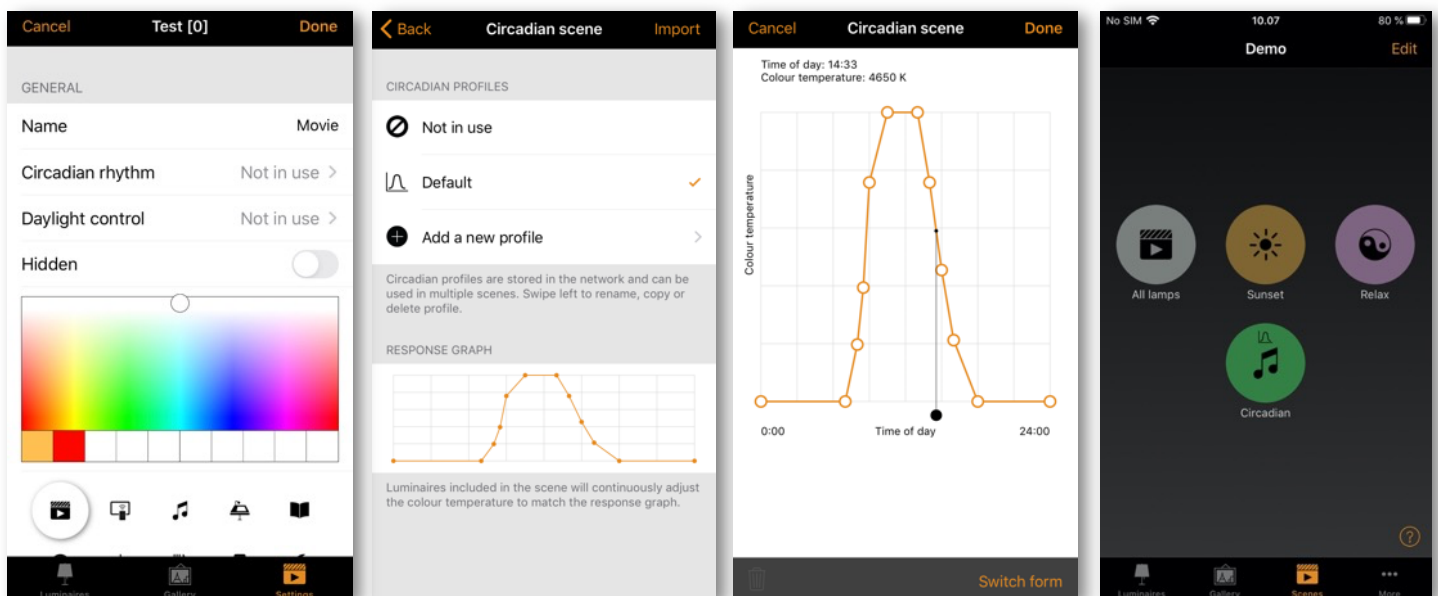 Cancel Test [0] Done
GENERAL
Name Movie
Circadian rhythm Not in use >
Daylight control Not in use >
Hidden
Luminaires Gallery Settings
Back Circadian scene Import
CIRCADIAN PROFILES
Not in use
Default
Add a new profile
Circadian profiles are stored in the network and can be
used in multiple scenes. Swipe left to rename, copy or
delete profile.
RESPONSE GRAPH
Luminaires included in the scene will continuously adjust
the colour temperature to match the response graph.
Cancel Circadian scene Done
Time of day: 14:33
Colour temperature: 4650 K
Colour temperature
0:00 Time of day 24:00
Switch form
No SIM 10.07 80 %
Demo Edit
All lamps Sunset Relax
Circadian
?
Luminaires Gallery Scenes More